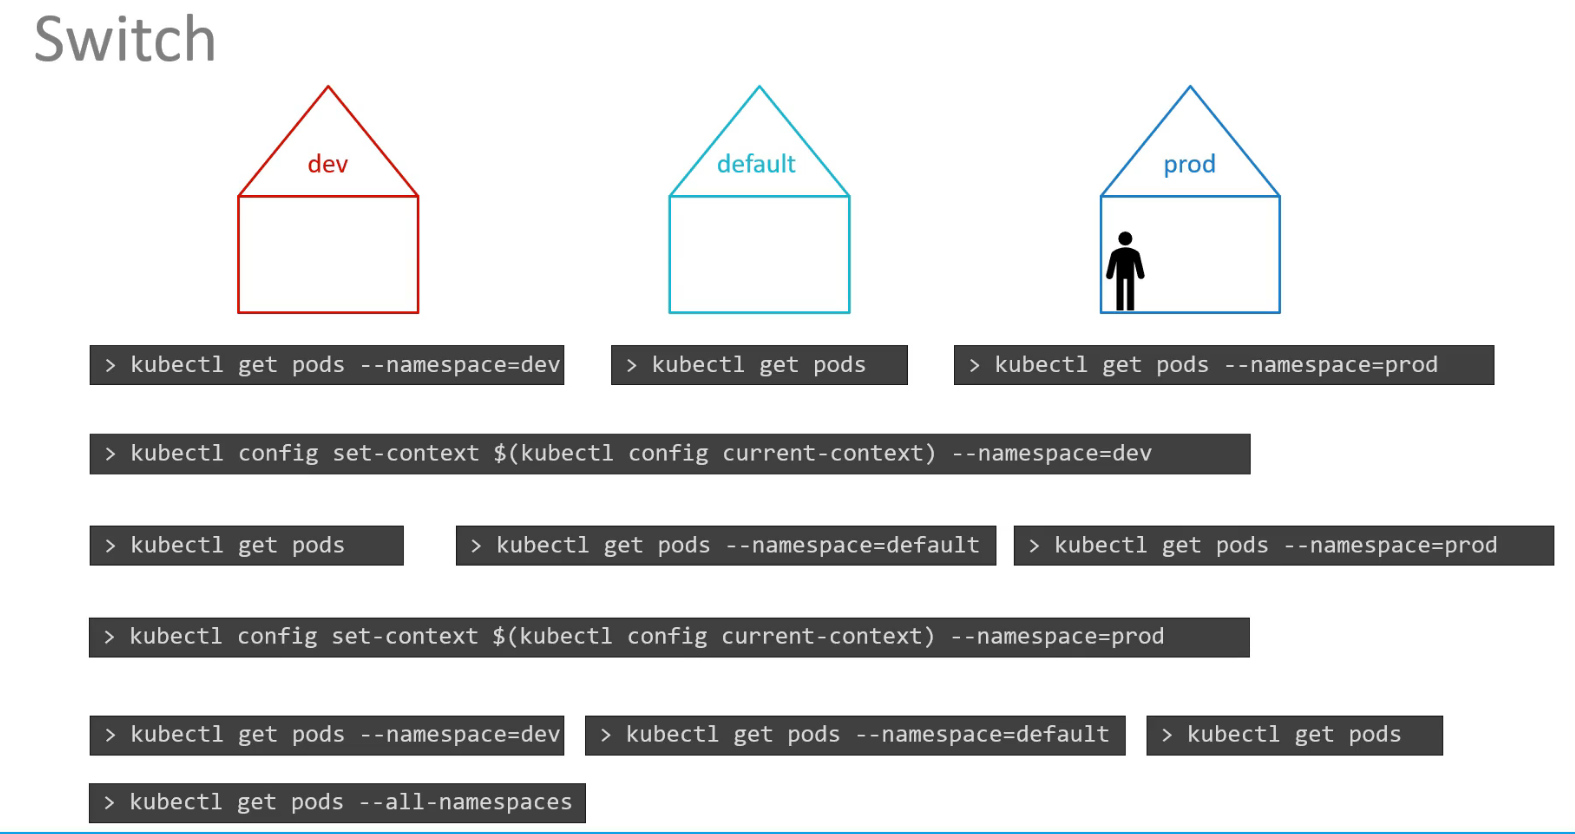 Switch
dev
default
prod
> kubectl get pods --namespace=dev
> kubectl get pods
> kubectl get pods --namespace=prod
> kubectl config set-context $(kubectl config current-context) --namespace=dev
> kubectl get pods
> kubectl get pods --namespace=default
> kubectl get pods --namespace=prod
> kubectl config set-context $(kubectl config current-context) --namespace=prod
> kubectl get pods --namespace=dev
> kubectl get pods --namespace=default
> kubectl get pods
> kubectl get pods --all-namespaces